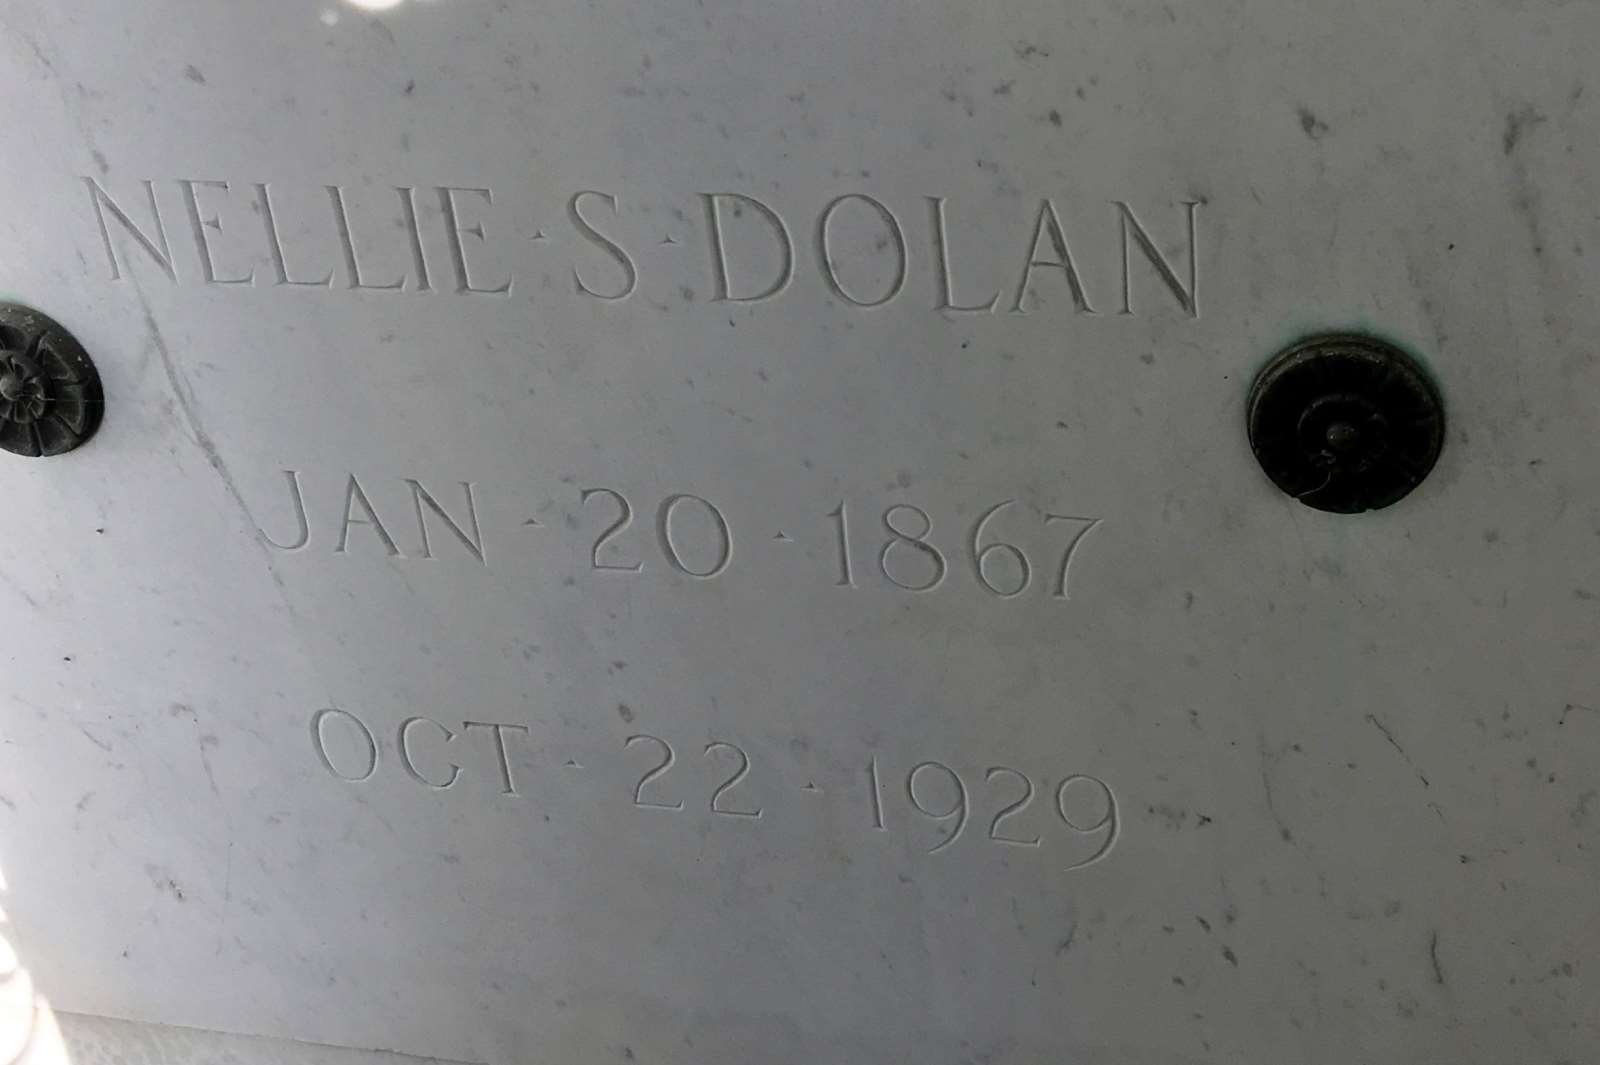 NELLIE · S · DOLAN
JAN · 20 · 1867
OCT · 22 · 1929